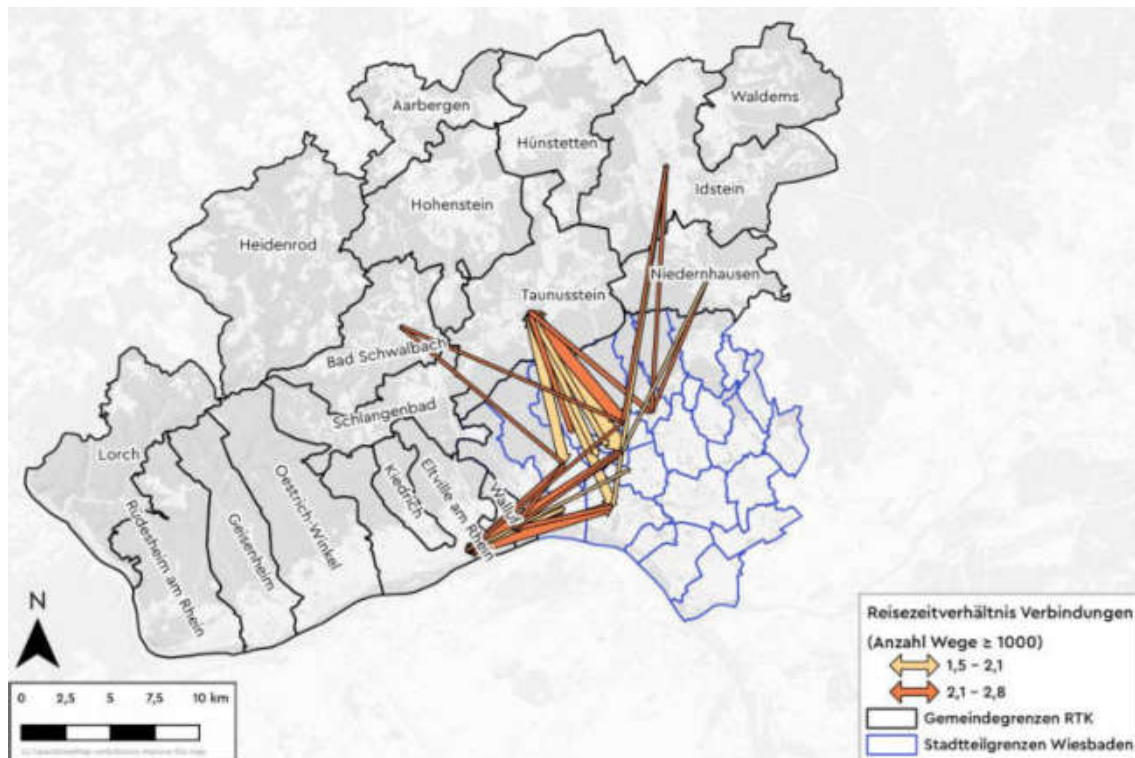 Aarbergen
Waldems
Hünstetten
Idstein
Hohenstein
Heidenrod
Niedernhausen
Taunusstein
Bad Schwalbach
Schlangenbad
Lorch
Rüdesheim am Rhein
Geisenheim
Oestrich-Winkel
Kiedrich
Eltville am Rhein
Walluf
N
0 2,5 5 7,5 10 km
Reisezeitverhältnis Verbindungen
(Anzahl Wege ≥ 1000)
1,5 – 2,1
2,1 – 2,8
Gemeindegrenzen RTK
Stadtteilgrenzen Wiesbaden